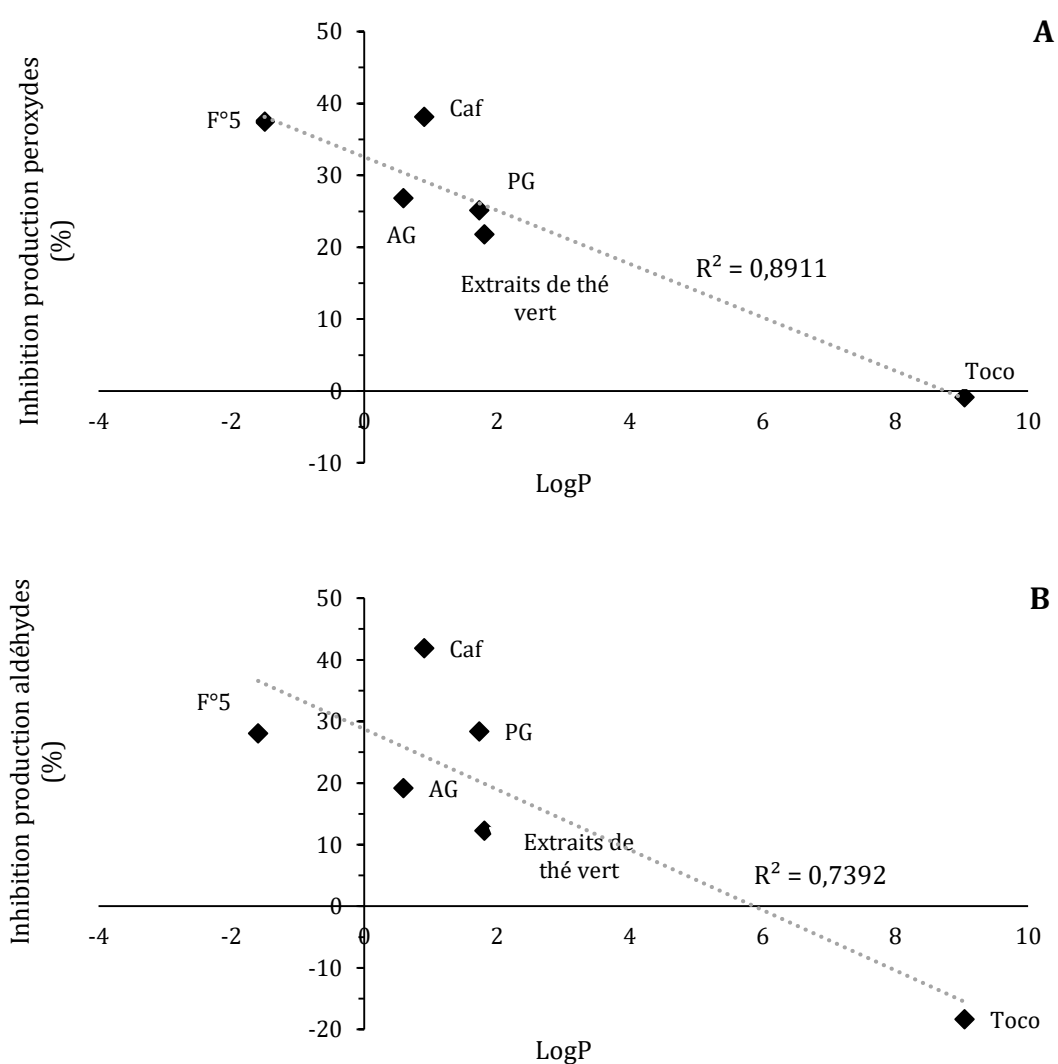 A
Inhibition production peroxydes
(%)
50
40
30
20
10
0
-10
-4
-2
0
2
4
6
8
10
F°5
Caf
PG
AG
Extraits de thé
vert
R² = 0,8911
Toco
LogP
B
Inhibition production aldéhydes
(%)
50
40
30
20
10
0
-10
-20
-4
-2
0
2
4
6
8
10
F°5
Caf
PG
AG
Extraits de
thé vert
R² = 0,7392
Toco
LogP